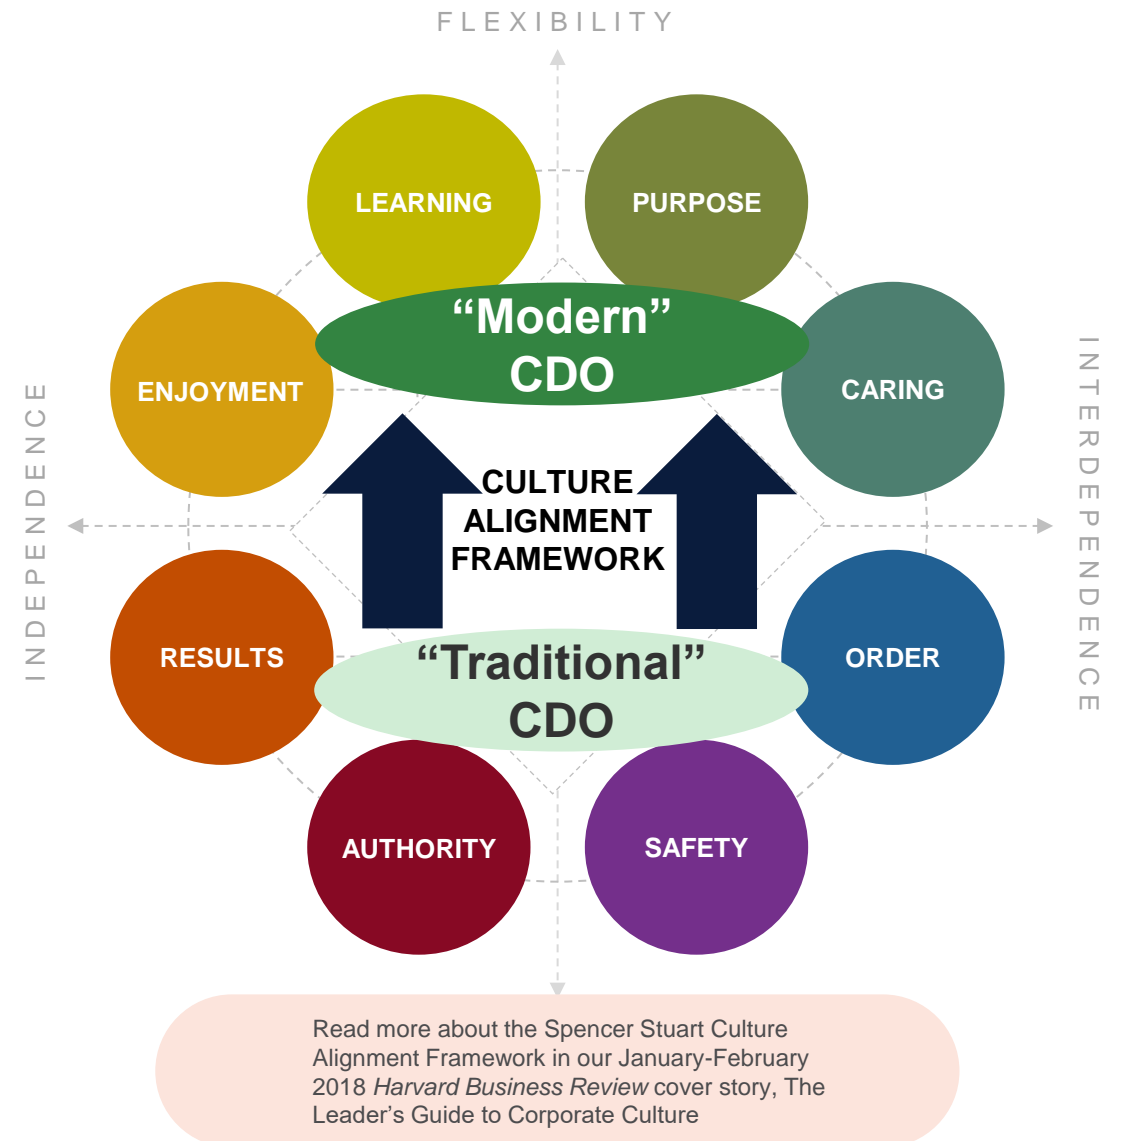 FLEXIBILITY
LEARNING
PURPOSE
“Modern”
CDO
ENJOYMENT
CARING
INDEPENDENCE
INTERDEPENDENCE
CULTURE
ALIGNMENT
FRAMEWORK
RESULTS
“Traditional”
CDO
ORDER
AUTHORITY
SAFETY
Read more about the Spencer Stuart Culture
Alignment Framework in our January-February
2018 Harvard Business Review cover story, The
Leader’s Guide to Corporate Culture